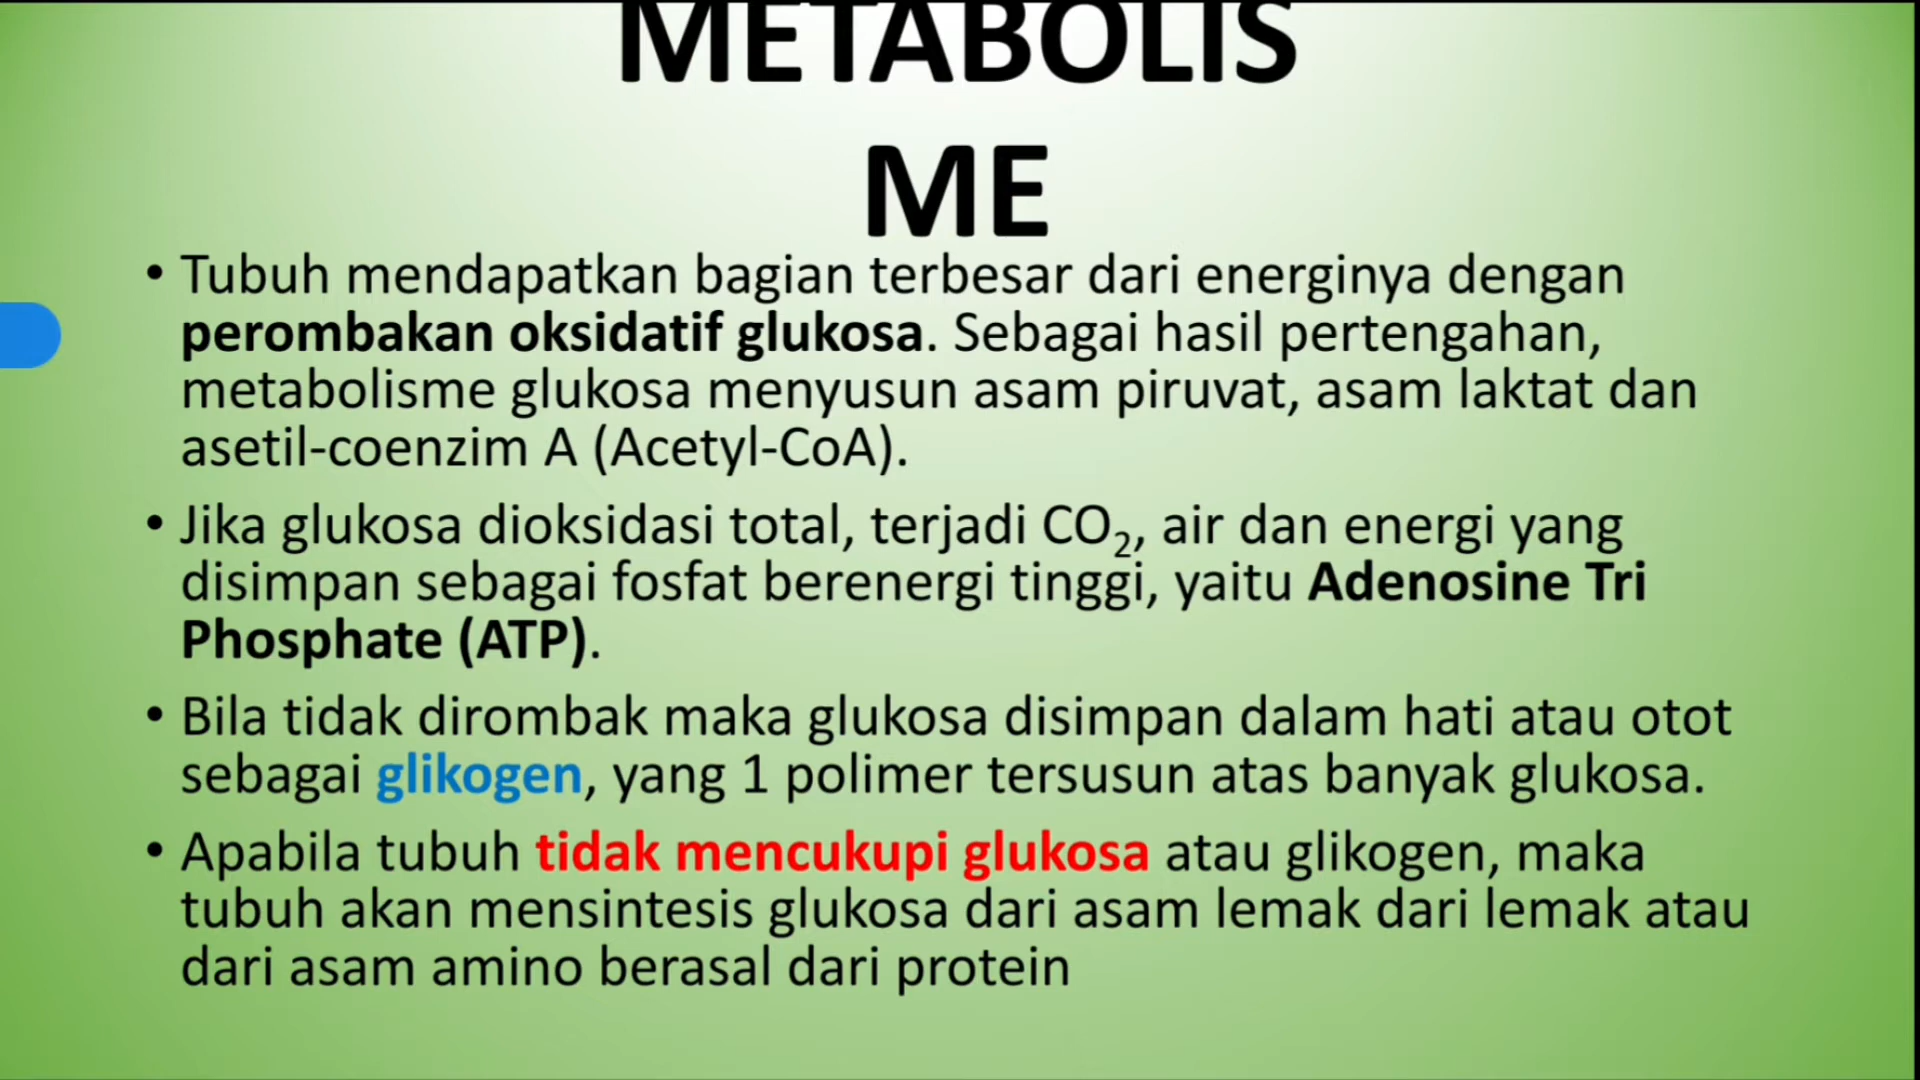 METABOLIS
ME
• Tubuh mendapatkan bagian terbesar dari energinya dengan
perombakan oksidatif glukosa. Sebagai hasil pertengahan,
metabolisme glukosa menyusun asam piruvat, asam laktat dan
asetil-coenzim A (Acetyl-CoA).
• Jika glukosa dioksidasi total, terjadi CO₂, air dan energi yang
disimpan sebagai fosfat berenergi tinggi, yaitu Adenosine Tri
Phosphate (ATP).
• Bila tidak dirombak maka glukosa disimpan dalam hati atau otot
sebagai glikogen, yang 1 polimer tersusun atas banyak glukosa.
• Apabila tubuh tidak mencukupi glukosa atau glikogen, maka
tubuh akan mensintesis glukosa dari asam lemak dari lemak atau
dari asam amino berasal dari protein